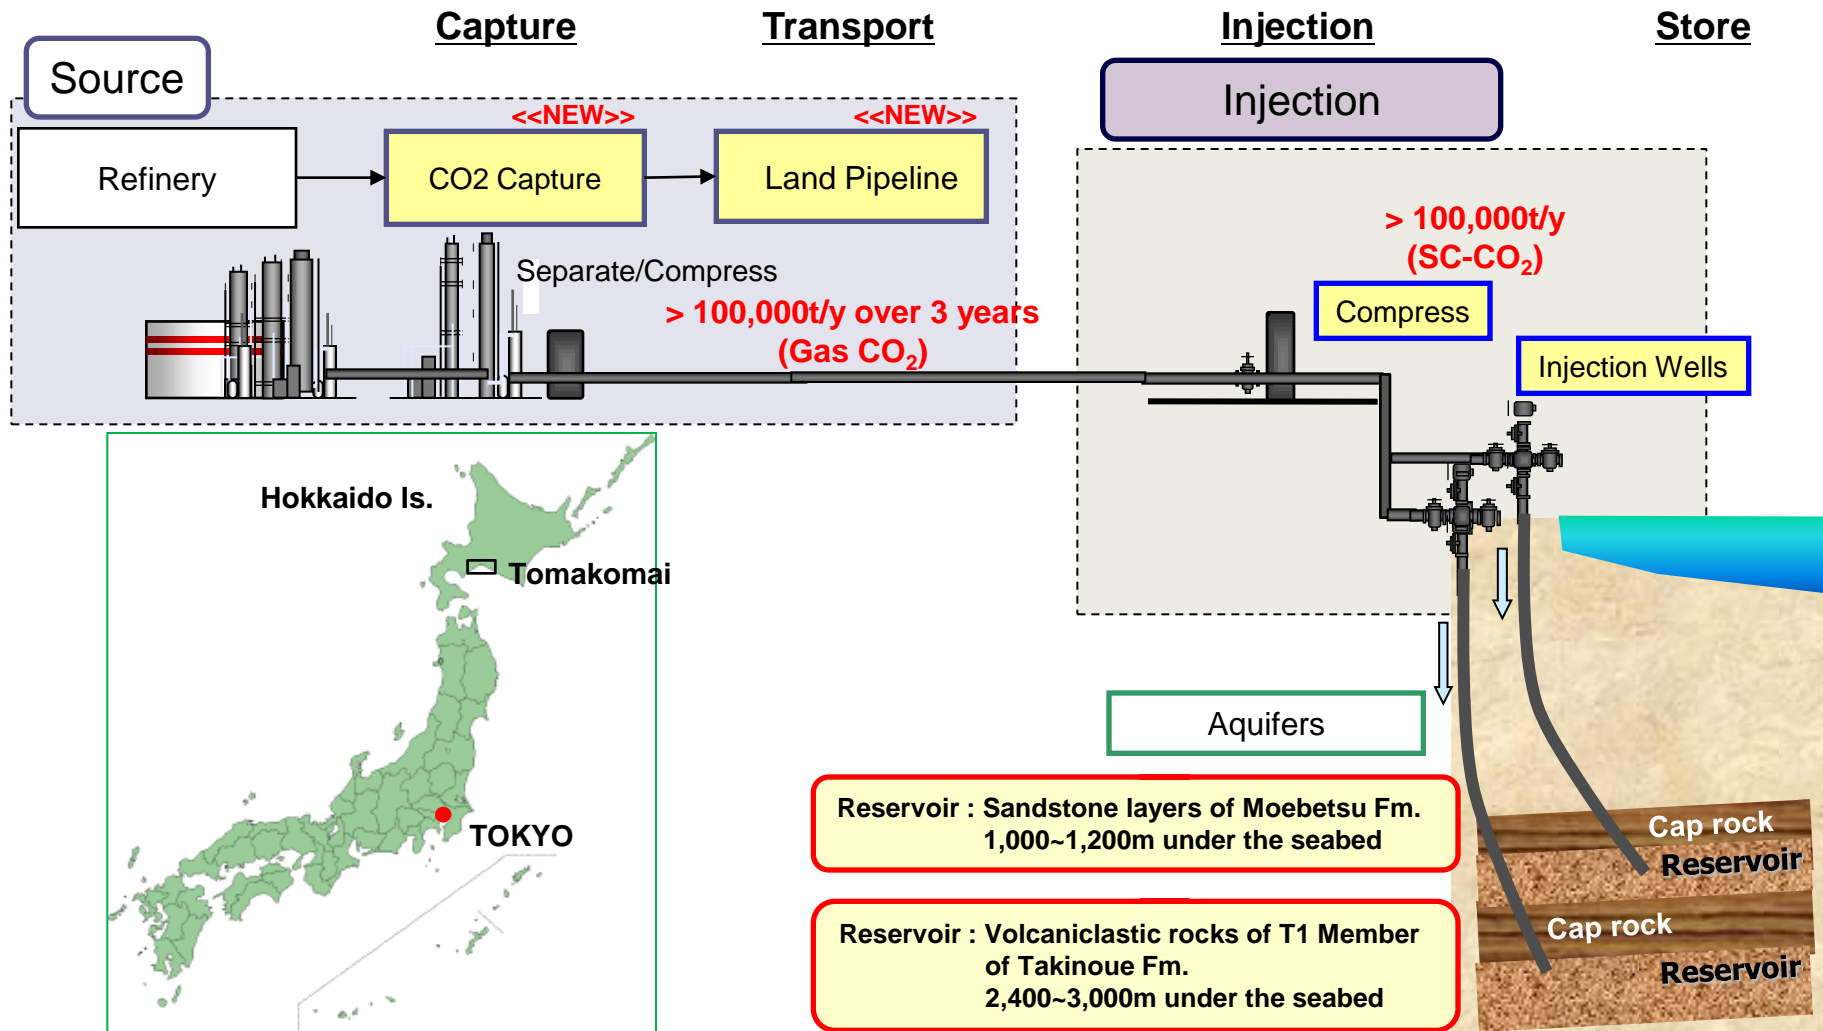 Capture
Transport
Injection
Store
Source
Injection
<<NEW>>
<<NEW>>
Refinery
CO2 Capture
Land Pipeline
> 100,000t/y
(SC-CO₂)
Separate/Compress
> 100,000t/y over 3 years
(Gas CO₂)
Compress
Injection Wells
Hokkaido Is.
Tomakomai
TOKYO
Aquifers
Reservoir : Sandstone layers of Moebetsu Fm.
1,000~1,200m under the seabed
Cap rock
Reservoir
Reservoir : Volcaniclastic rocks of T1 Member
of Takinoue Fm.
2,400~3,000m under the seabed
Cap rock
Reservoir